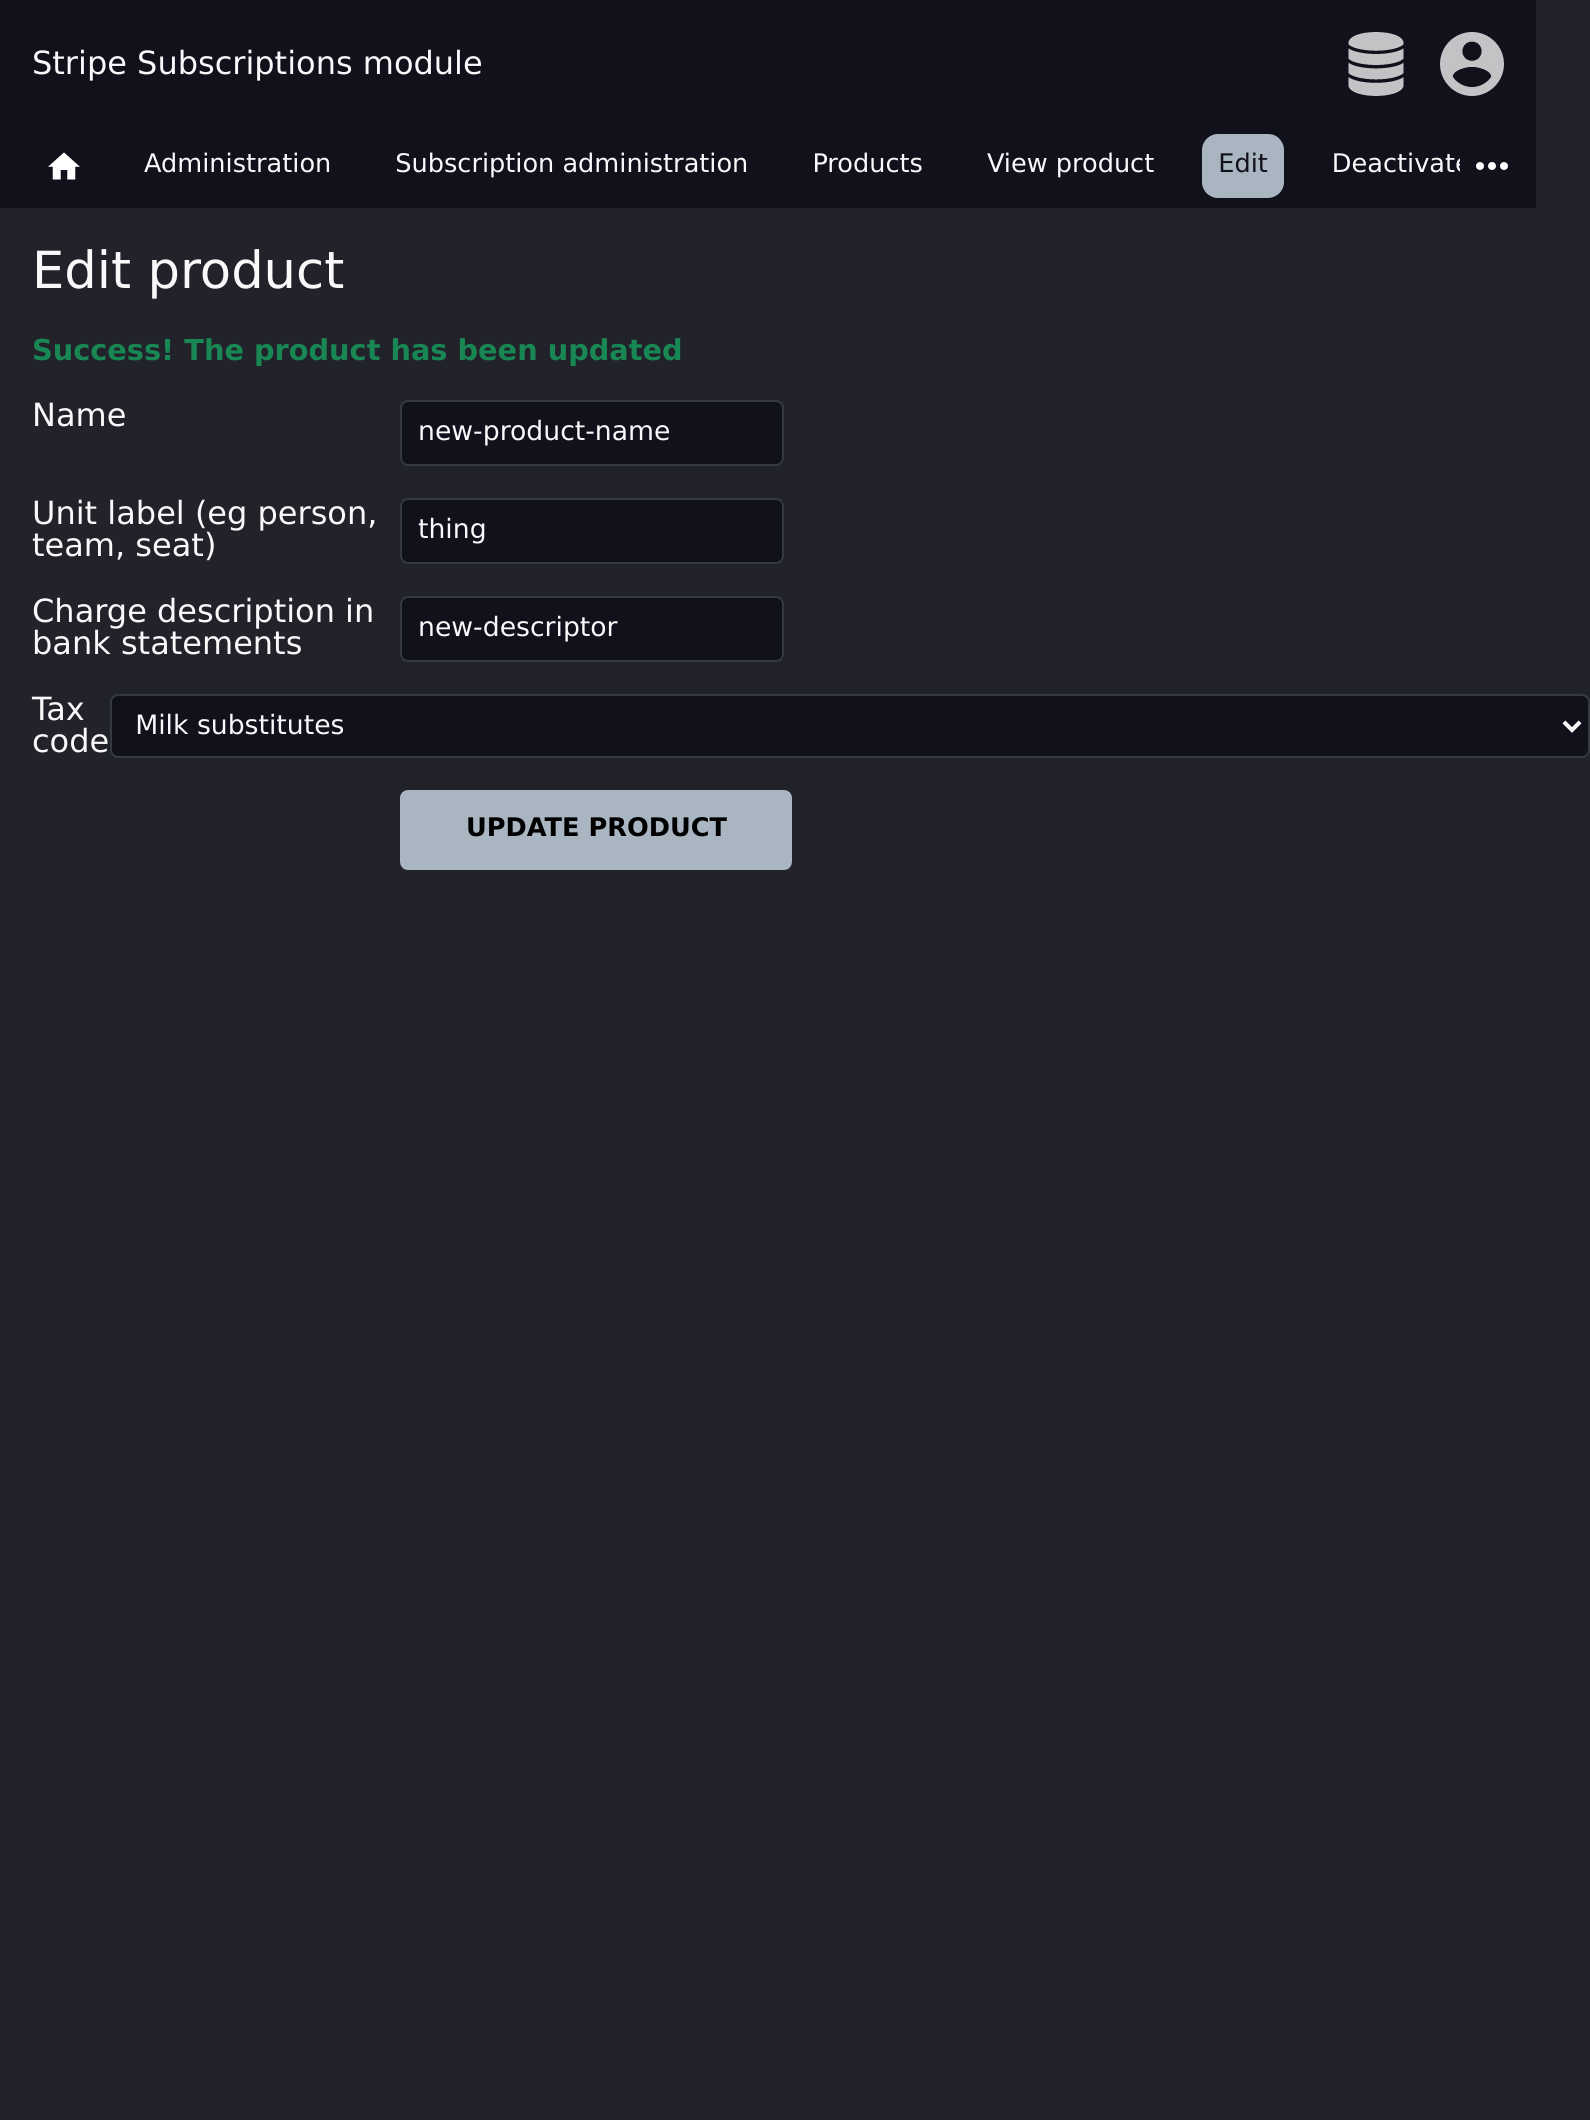 Stripe Subscriptions module
Administration Subscription administration Products View product Edit Deactivate
Edit product
Success! The product has been updated
Name new-product-name
Unit label (eg person, thing
team, seat)
Charge description in new-descriptor
bank statements
Tax Milk substitutes
code
UPDATE PRODUCT